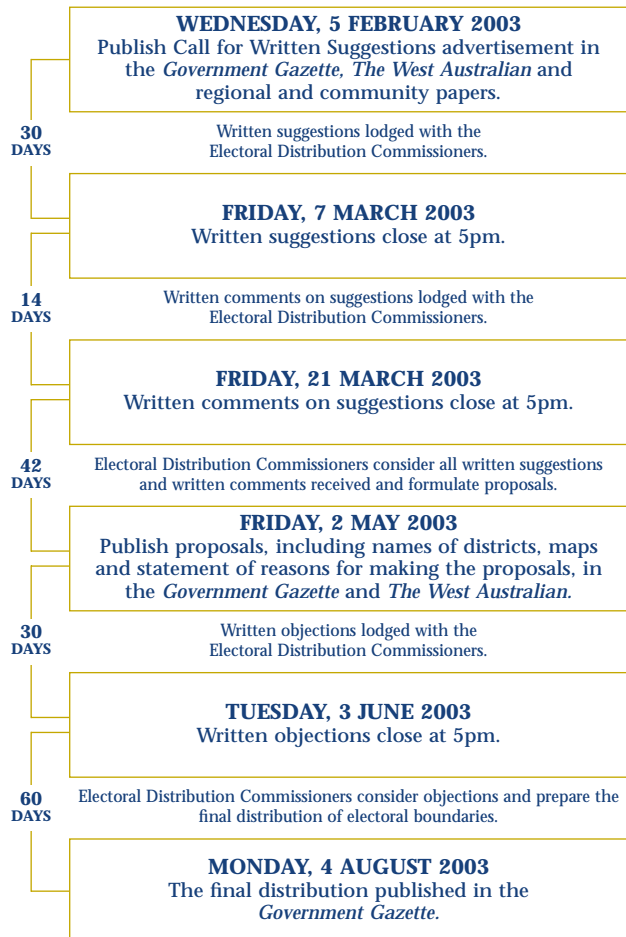 WEDNESDAY, 5 FEBRUARY 2003
Publish Call for Written Suggestions advertisement in
the Government Gazette, The West Australian and
regional and community papers.
30
DAYS
Written suggestions lodged with the
Electoral Distribution Commissioners.
FRIDAY, 7 MARCH 2003
Written suggestions close at 5pm.
14
DAYS
Written comments on suggestions lodged with the
Electoral Distribution Commissioners.
FRIDAY, 21 MARCH 2003
Written comments on suggestions close at 5pm.
42
DAYS
Electoral Distribution Commissioners consider all written suggestions
and written comments received and formulate proposals.
FRIDAY, 2 MAY 2003
Publish proposals, including names of districts, maps
and statement of reasons for making the proposals, in
the Government Gazette and The West Australian.
30
DAYS
Written objections lodged with the
Electoral Distribution Commissioners.
TUESDAY, 3 JUNE 2003
Written objections close at 5pm.
60
DAYS
Electoral Distribution Commissioners consider objections and prepare the
final distribution of electoral boundaries.
MONDAY, 4 AUGUST 2003
The final distribution published in the
Government Gazette.